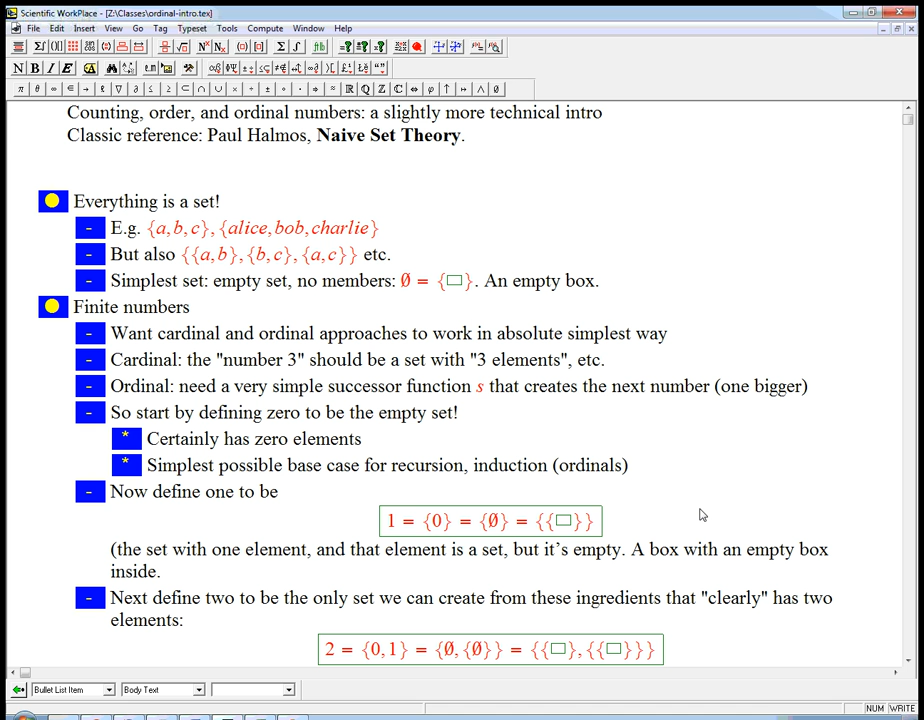 Scientific WorkPlace - [Z:\Classes\ordinal-intro.tex]
File Edit Insert View Go Tag Typeset Tools Compute Window Help
Counting, order, and ordinal numbers: a slightly more technical intro
Classic reference: Paul Halmos, Naive Set Theory.
Everything is a set!
- E.g. {a,b,c}, {alice,bob,charlie}
- But also {{a,b},{b,c},{a,c}} etc.
- Simplest set: empty set, no members: ∅ = {□}. An empty box.
Finite numbers
- Want cardinal and ordinal approaches to work in absolute simplest way
- Cardinal: the "number 3" should be a set with "3 elements", etc.
- Ordinal: need a very simple successor function s that creates the next number (one bigger)
- So start by defining zero to be the empty set!
* Certainly has zero elements
* Simplest possible base case for recursion, induction (ordinals)
- Now define one to be
1 = {0} = {∅} = {{□}}
(the set with one element, and that element is a set, but it's empty. A box with an empty box
inside.
- Next define two to be the only set we can create from these ingredients that "clearly" has two
elements:
2 = {0,1} = {∅,{∅}} = {{□},{{□}}}
Bullet List Item Body Text
NUM WRITE